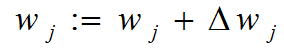 w j := w j + Δ w j